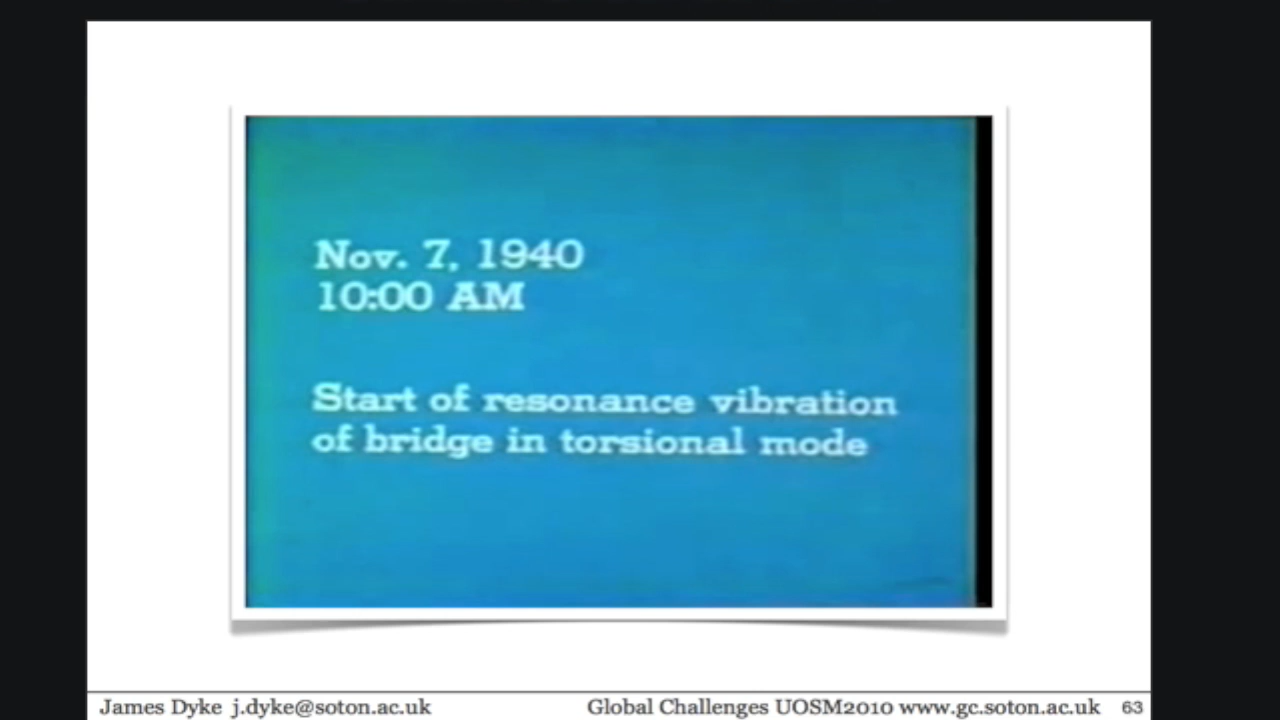 Nov. 7, 1940
10:00 AM
Start of resonance vibration
of bridge in torsional mode
James Dyke j.dyke@soton.ac.uk Global Challenges UOSM2010 www.gc.soton.ac.uk 63